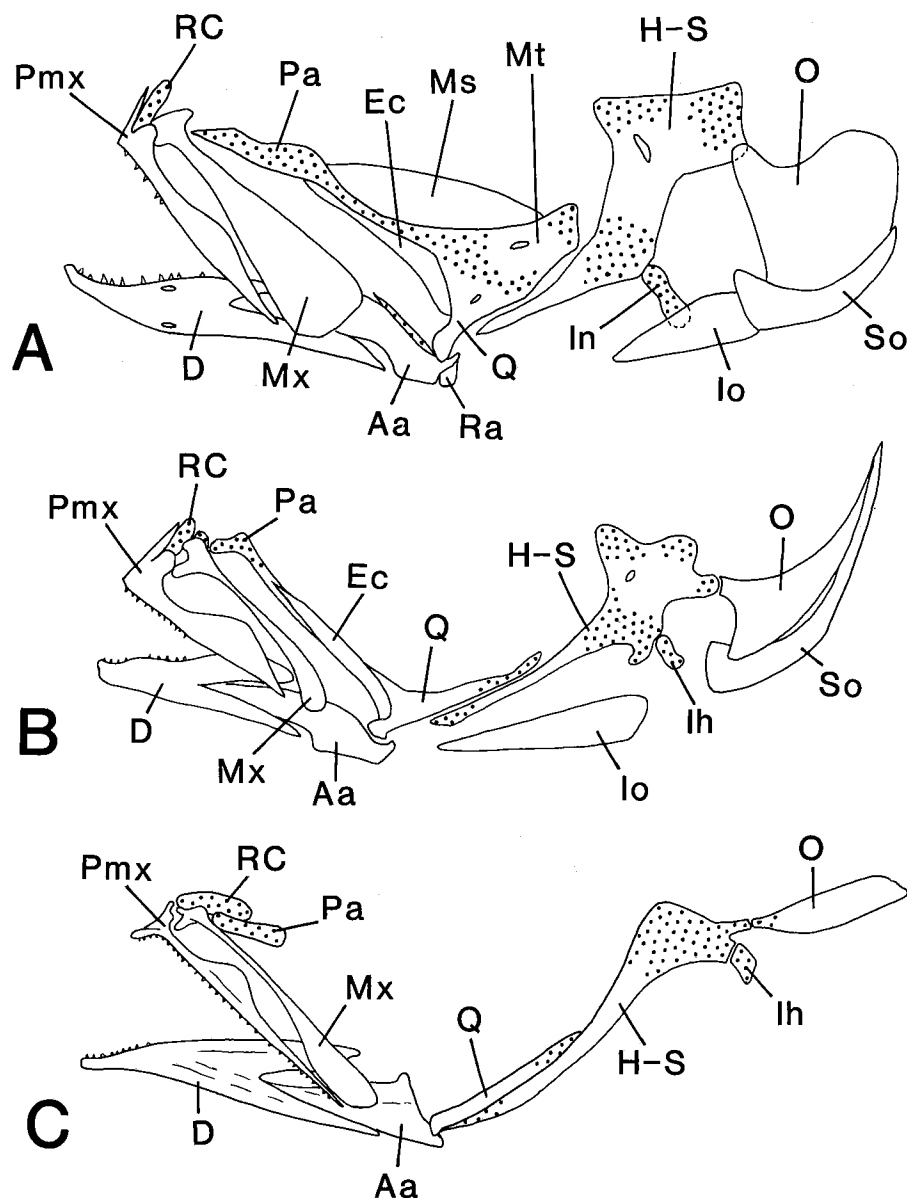 RC
Pmx
Pa
Ec
Ms
Mt
H-S
O
A
D
Mx
Aa
Ra
Q
In
Io
So
RC
Pmx
Pa
Ec
Q
H-S
O
B
D
Mx
Aa
Ih
Io
So
Pmx
RC
Pa
Mx
Q
H-S
O
Ih
C
D
Aa